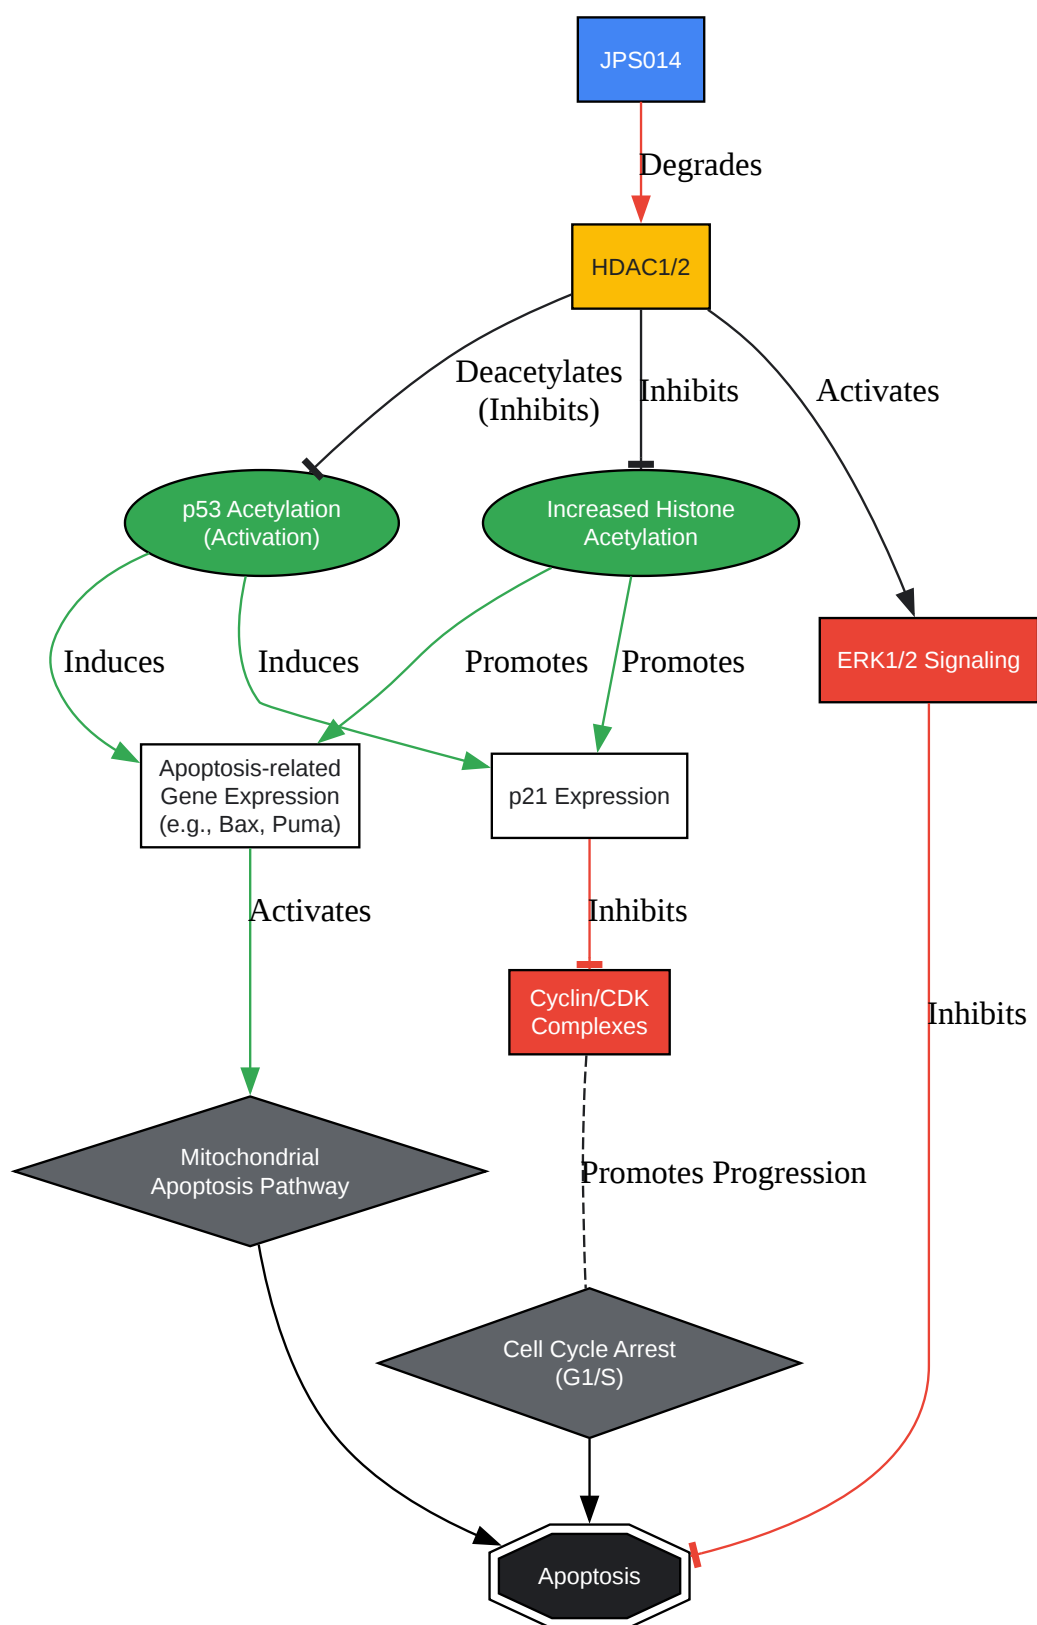 JPS014
Degrades
HDAC1/2
Deacetylates
(Inhibits)
Inhibits
Activates
p53 Acetylation
(Activation)
Increased Histone
Acetylation
Induces
Induces
Promotes
Promotes
ERK1/2 Signaling
Apoptosis-related
Gene Expression
(e.g., Bax, Puma)
p21 Expression
Activates
Inhibits
Cyclin/CDK
Complexes
Inhibits
Mitochondrial
Apoptosis Pathway
Promotes Progression
Cell Cycle Arrest
(G1/S)
Apoptosis